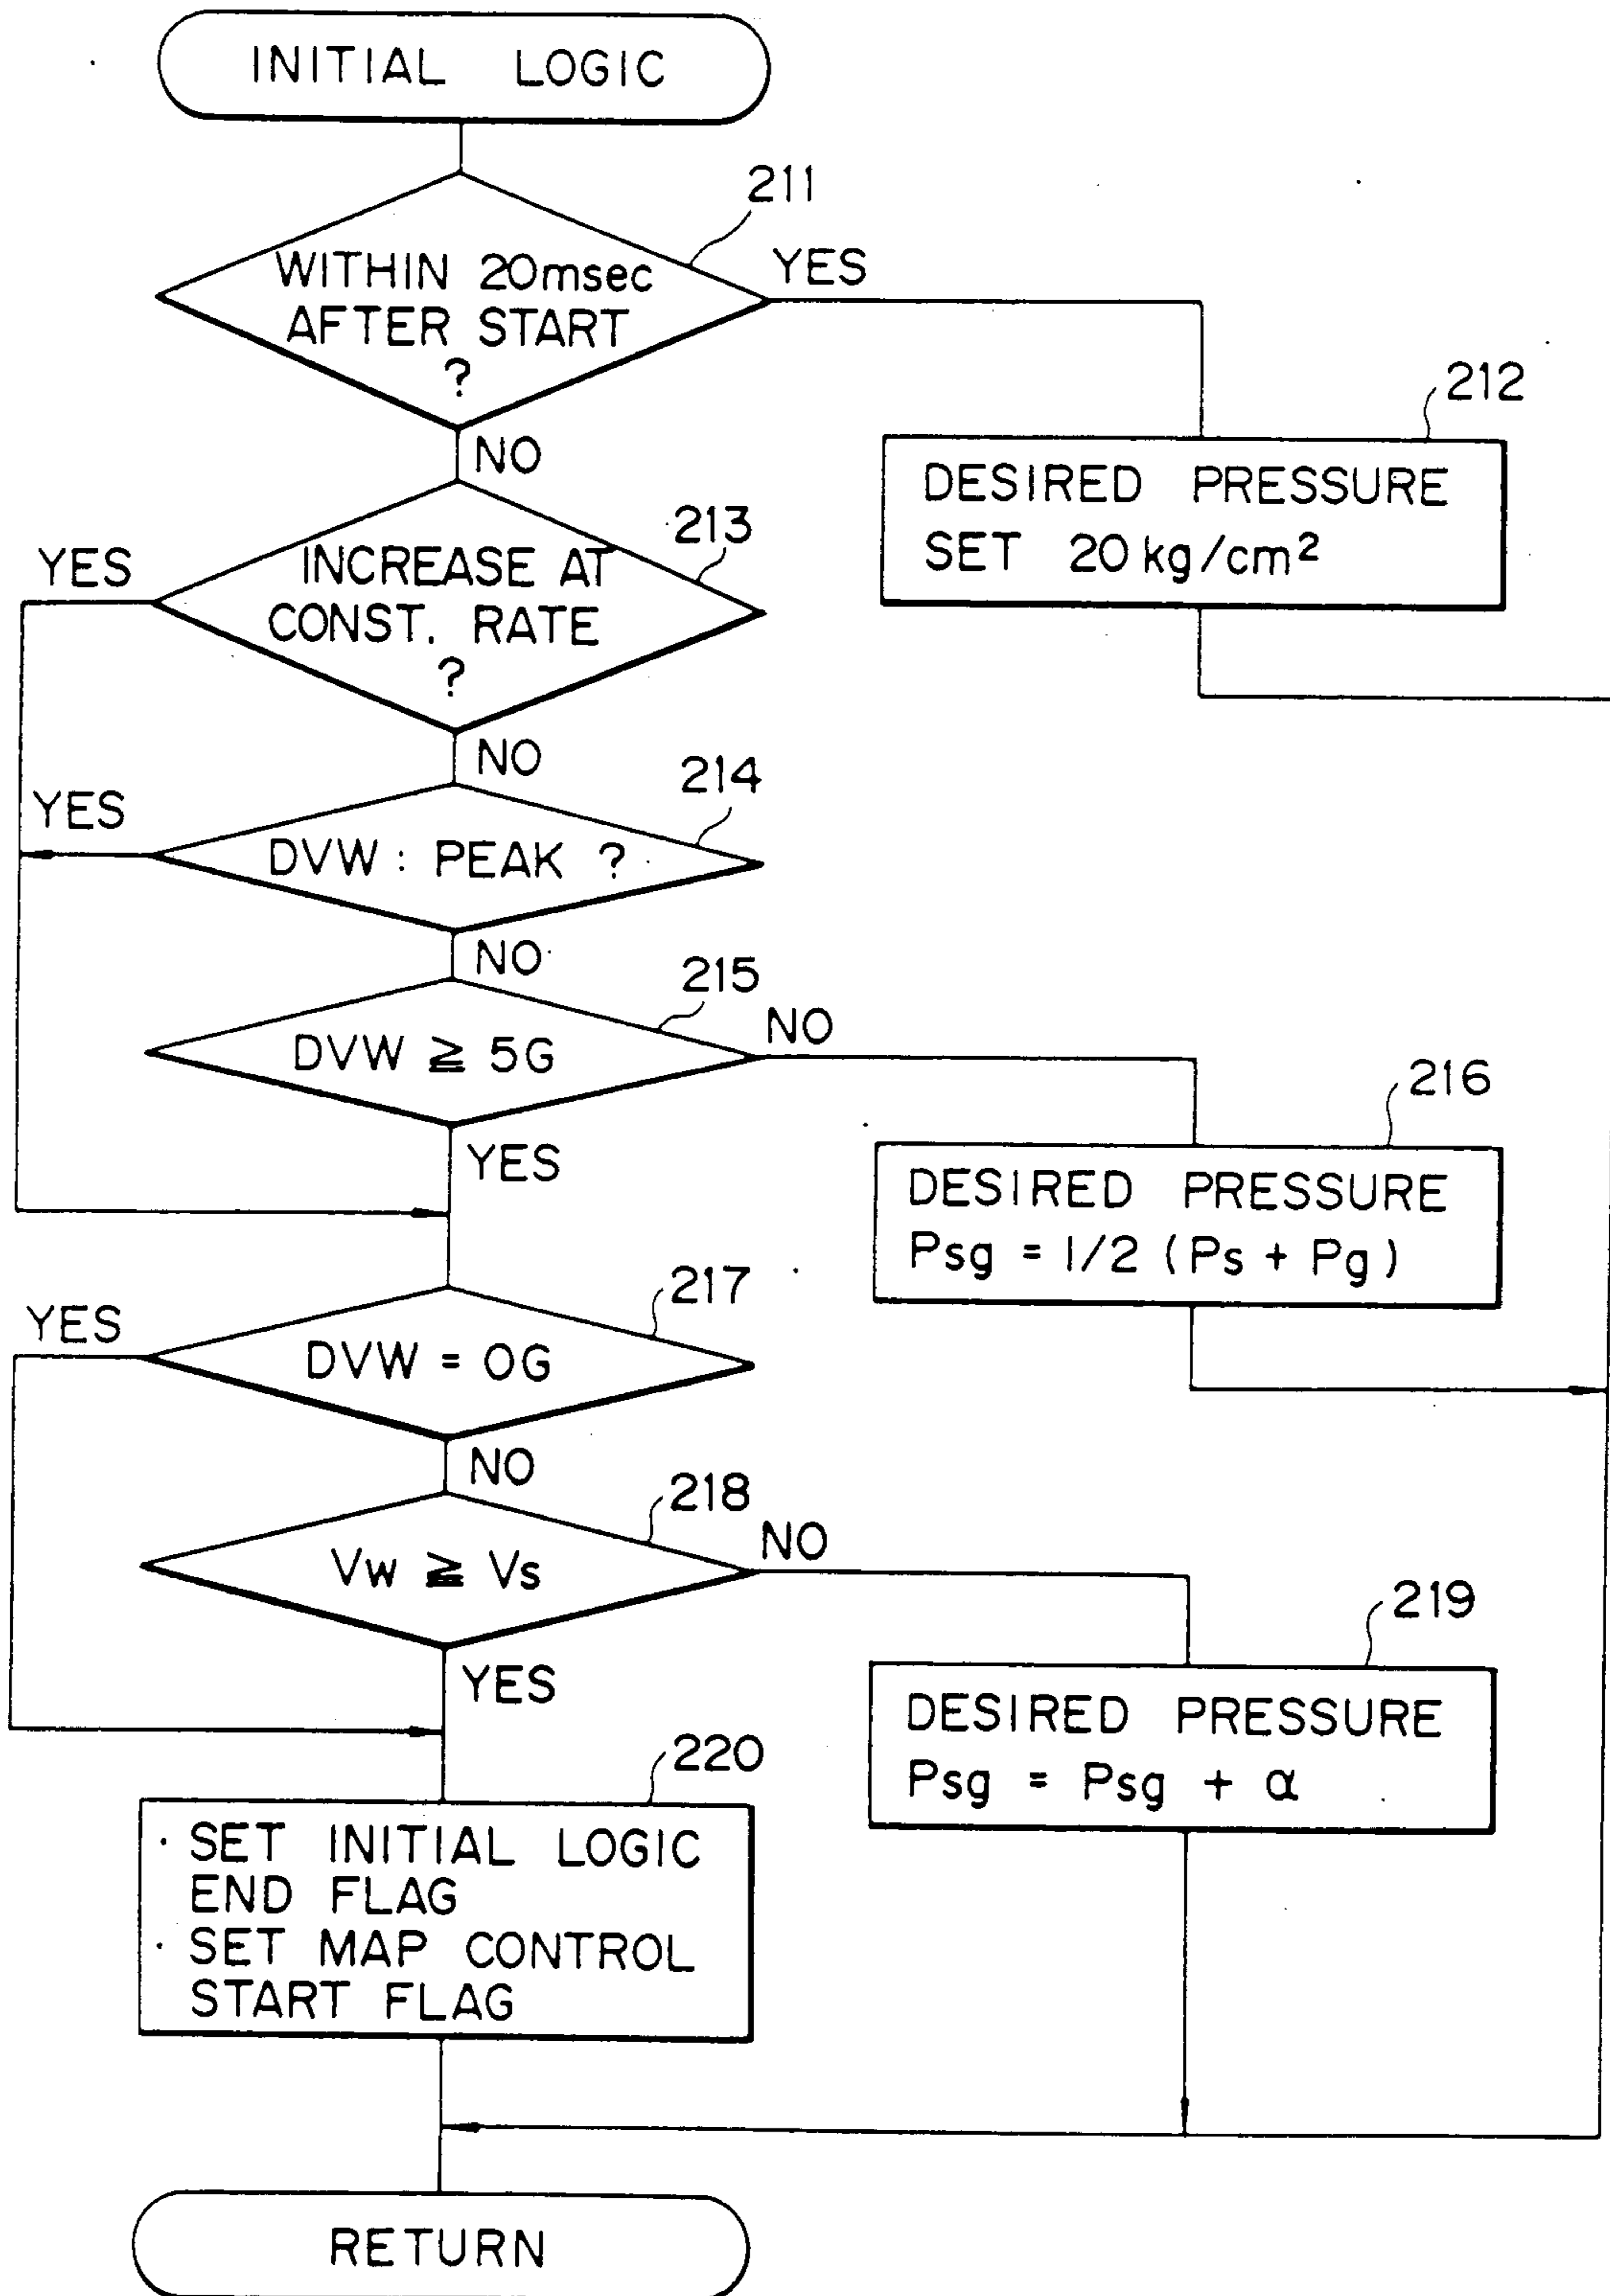 INITIAL LOGIC
211
WITHIN 20msec
AFTER START
?
YES
212
DESIRED PRESSURE
SET 20kg/cm²
NO
213
YES
INCREASE AT
CONST. RATE
?
NO
214
YES
DVW : PEAK ?
NO
215
DVW ≧ 5G
NO
216
DESIRED PRESSURE
Psg = 1/2 (Ps + Pg)
YES
217
YES
DVW = 0G
NO
218
Vw ≧ Vs
NO
219
DESIRED PRESSURE
Psg = Psg + α
YES
220
· SET INITIAL LOGIC
END FLAG
· SET MAP CONTROL
START FLAG
RETURN